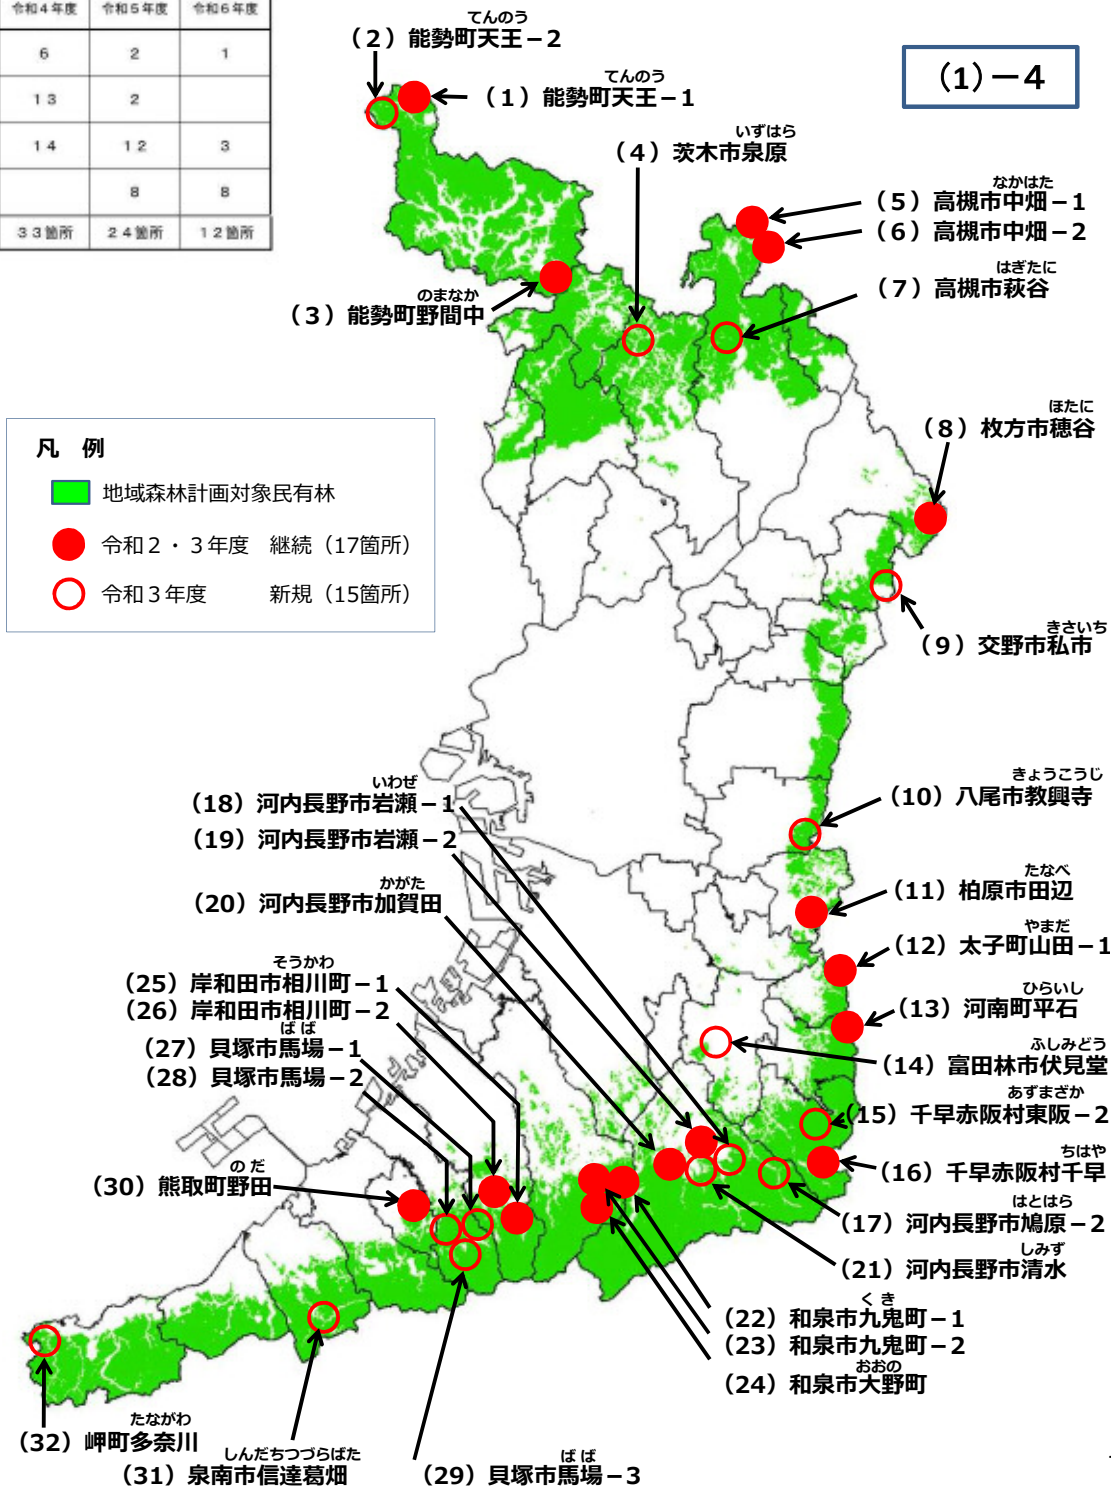 令和４年度 令和５年度 令和６年度
６ ２ １
１３ ２
１４ １２ ３
８ ８
３３箇所 ２４箇所 １２箇所
(1)－４
てんのう
（２）能勢町天王－２
てんのう
（１）能勢町天王－１
いずはら
（４）茨木市泉原
なかはた
（５）高槻市中畑－１
（６）高槻市中畑－２
はぎたに
（７）高槻市萩谷
のまなか
（３）能勢町野間中
ほたに
（８）枚方市穂谷
凡　例
地域森林計画対象民有林
令和２・３年度　継続（17箇所）
令和３年度　新規（15箇所）
きさいち
（９）交野市私市
いわぜ
（18）河内長野市岩瀬－１
（19）河内長野市岩瀬－２
かがた
（20）河内長野市加賀田
きょうこうじ
（10）八尾市教興寺
たなべ
（11）柏原市田辺
やまだ
（12）太子町山田－１
ひらいし
（13）河南町平石
ふしみどう
（14）富田林市伏見堂
あずまざか
（15）千早赤阪村東阪－２
ちはや
（16）千早赤阪村千早
はとはら
（17）河内長野市鳩原－２
しみず
（21）河内長野市清水
そうかわ
（25）岸和田市相川町－１
（26）岸和田市相川町－２
ばば
（27）貝塚市馬場－１
（28）貝塚市馬場－２
のだ
（30）熊取町野田
くき
（22）和泉市九鬼町－１
（23）和泉市九鬼町－２
おおの
（24）和泉市大野町
たながわ
（32）岬町多奈川
しんだちつづらばた
（31）泉南市信達葛畑
ばば
（29）貝塚市馬場－３